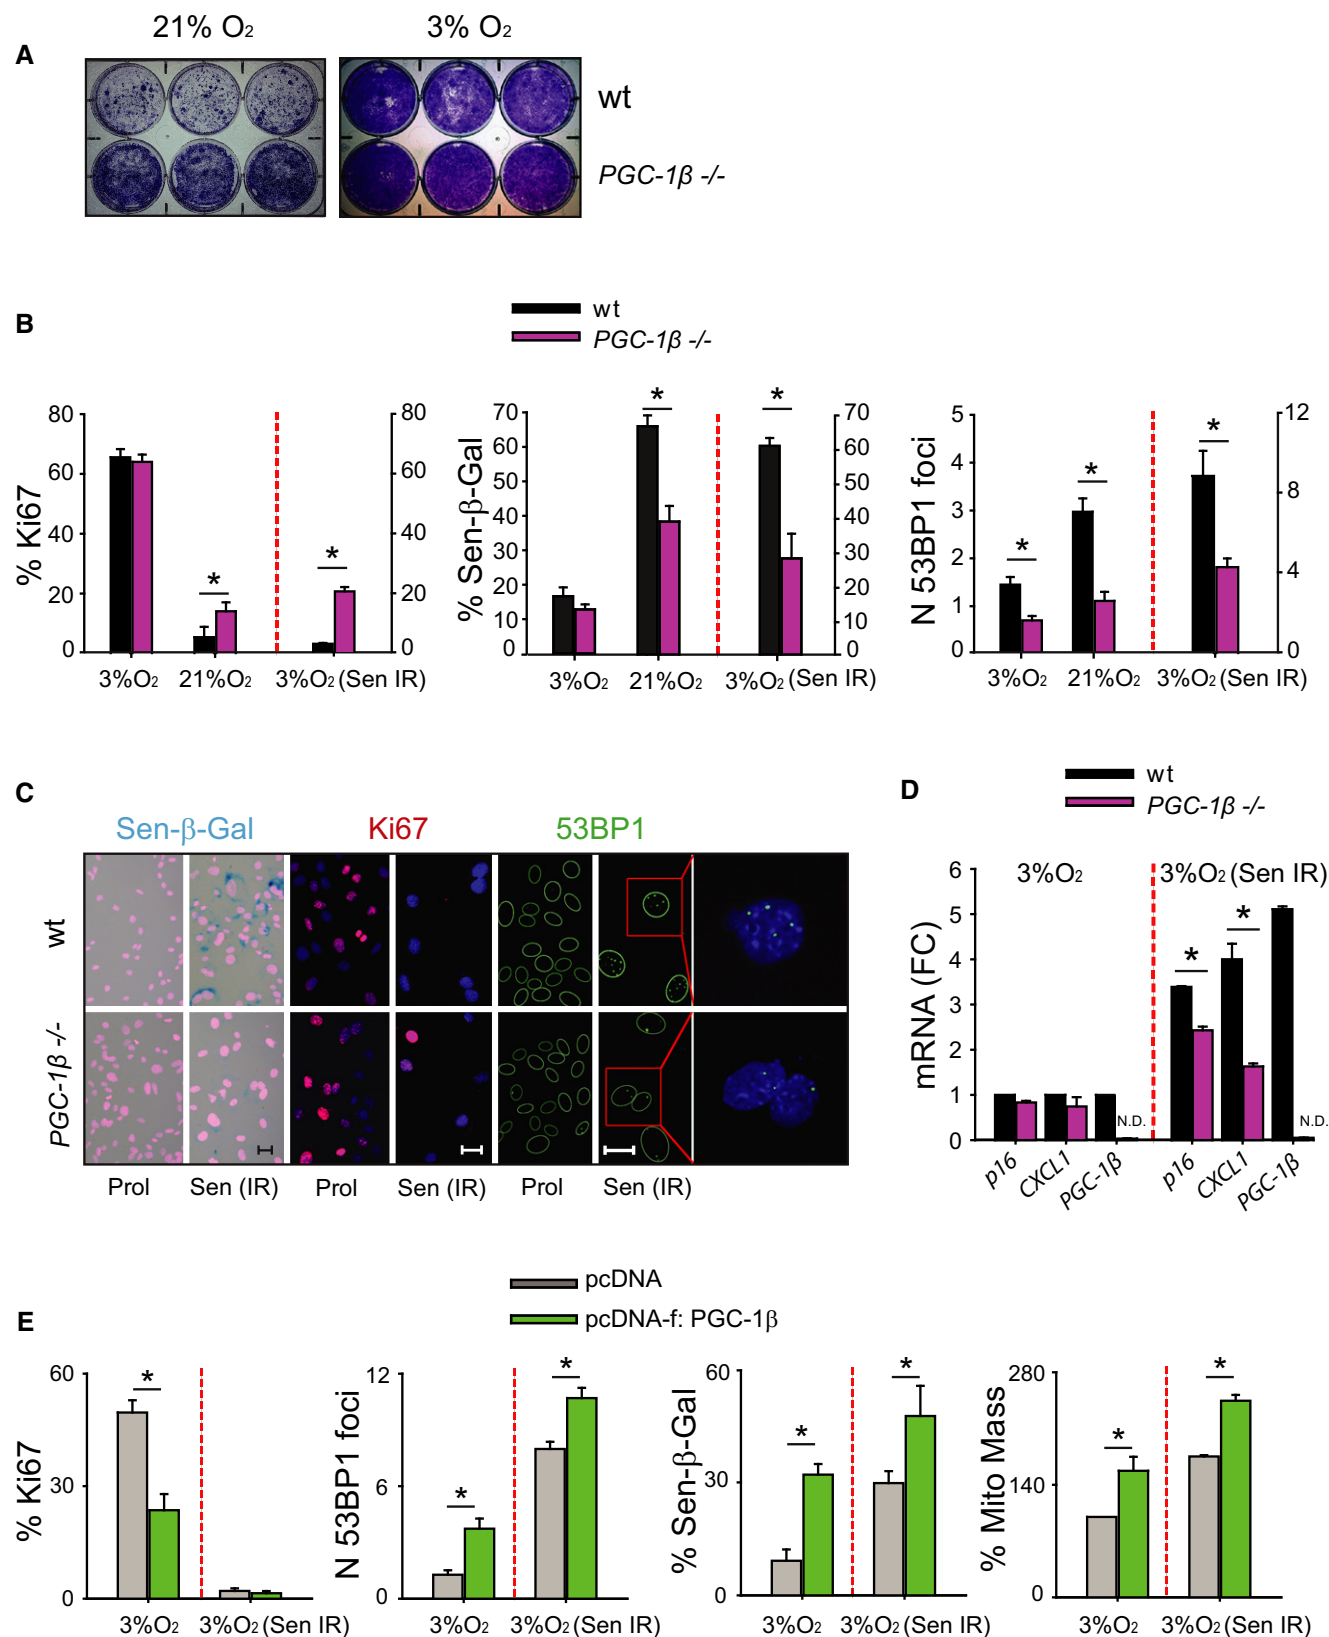 21% O2 3% O2
A
wt
PGC-1β -/-
B
wt
PGC-1β -/-
% Ki67
80
60
40
20
0
80
60
40
20
0
3%O2 21%O2 3%O2 (Sen IR)
*
*
% Sen-β-Gal
70
60
50
40
30
20
10
0
70
60
50
40
30
20
10
0
3%O2 21%O2 3%O2 (Sen IR)
*
*
N 53BP1 foci
5
4
3
2
1
0
12
8
4
0
3%O2 21%O2 3%O2 (Sen IR)
*
*
*
C
Sen-β-Gal Ki67 53BP1
wt
PGC-1β -/-
Prol Sen (IR) Prol Sen (IR) Prol Sen (IR)
D
wt
PGC-1β -/-
mRNA (FC)
6
5
4
3
2
1
0
3%O2 3%O2 (Sen IR)
*
*
N.D.
N.D.
p16 CXCL1 PGC-1β p16 CXCL1 PGC-1β
pcDNA
pcDNA-f: PGC-1β
E
% Ki67
60
30
0
*
3%O2 3%O2 (Sen IR)
N 53BP1 foci
12
6
0
*
*
3%O2 3%O2 (Sen IR)
% Sen-β-Gal
60
30
0
*
*
3%O2 3%O2 (Sen IR)
% Mito Mass
280
140
0
*
*
3%O2 3%O2 (Sen IR)